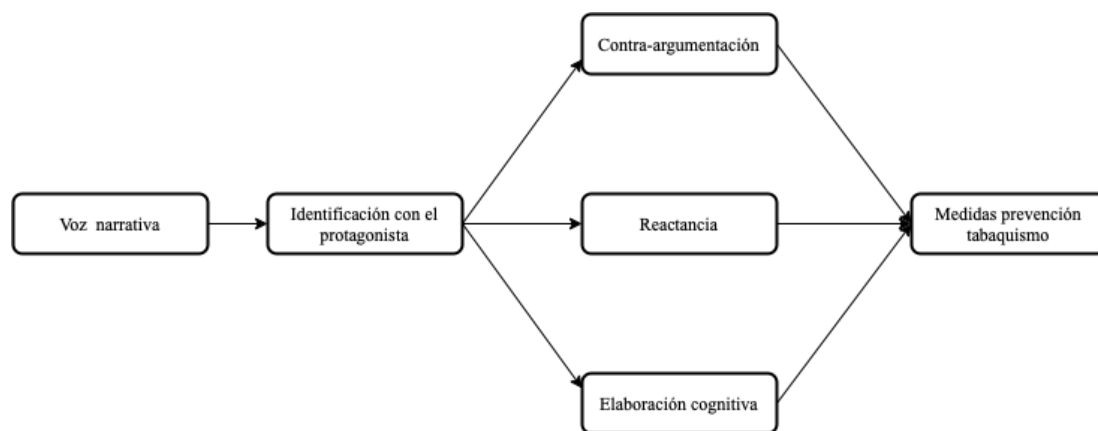 Contra-argumentación
Voz narrativa
Identificación con el
protagonista
Reactancia
Medidas prevención
tabaquismo
Elaboración cognitiva